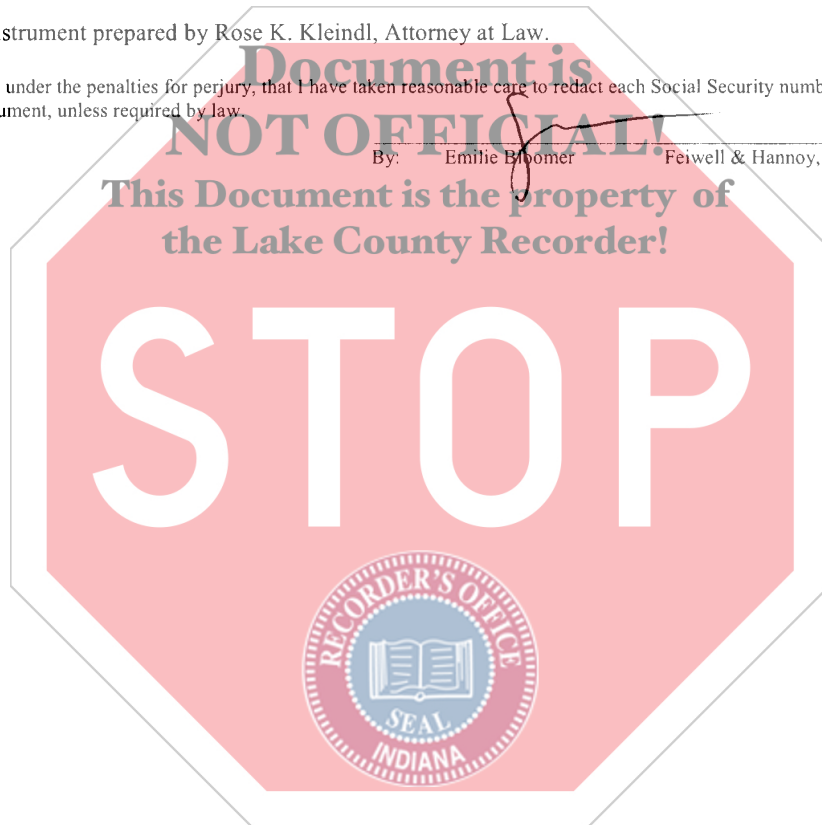 strument prepared by Rose K. Kleindl, Attorney at Law.
Document is
under the penalties for perjury, that I have taken reasonable care to redact each Social Security numb
ument, unless required by law.
NOT OFFICIAL!
By: Emilie Bloomer Feiwell & Hannoy,
This Document is the property of
the Lake County Recorder!
STOP
RECORDER'S OFFICE
SEAL
INDIANA